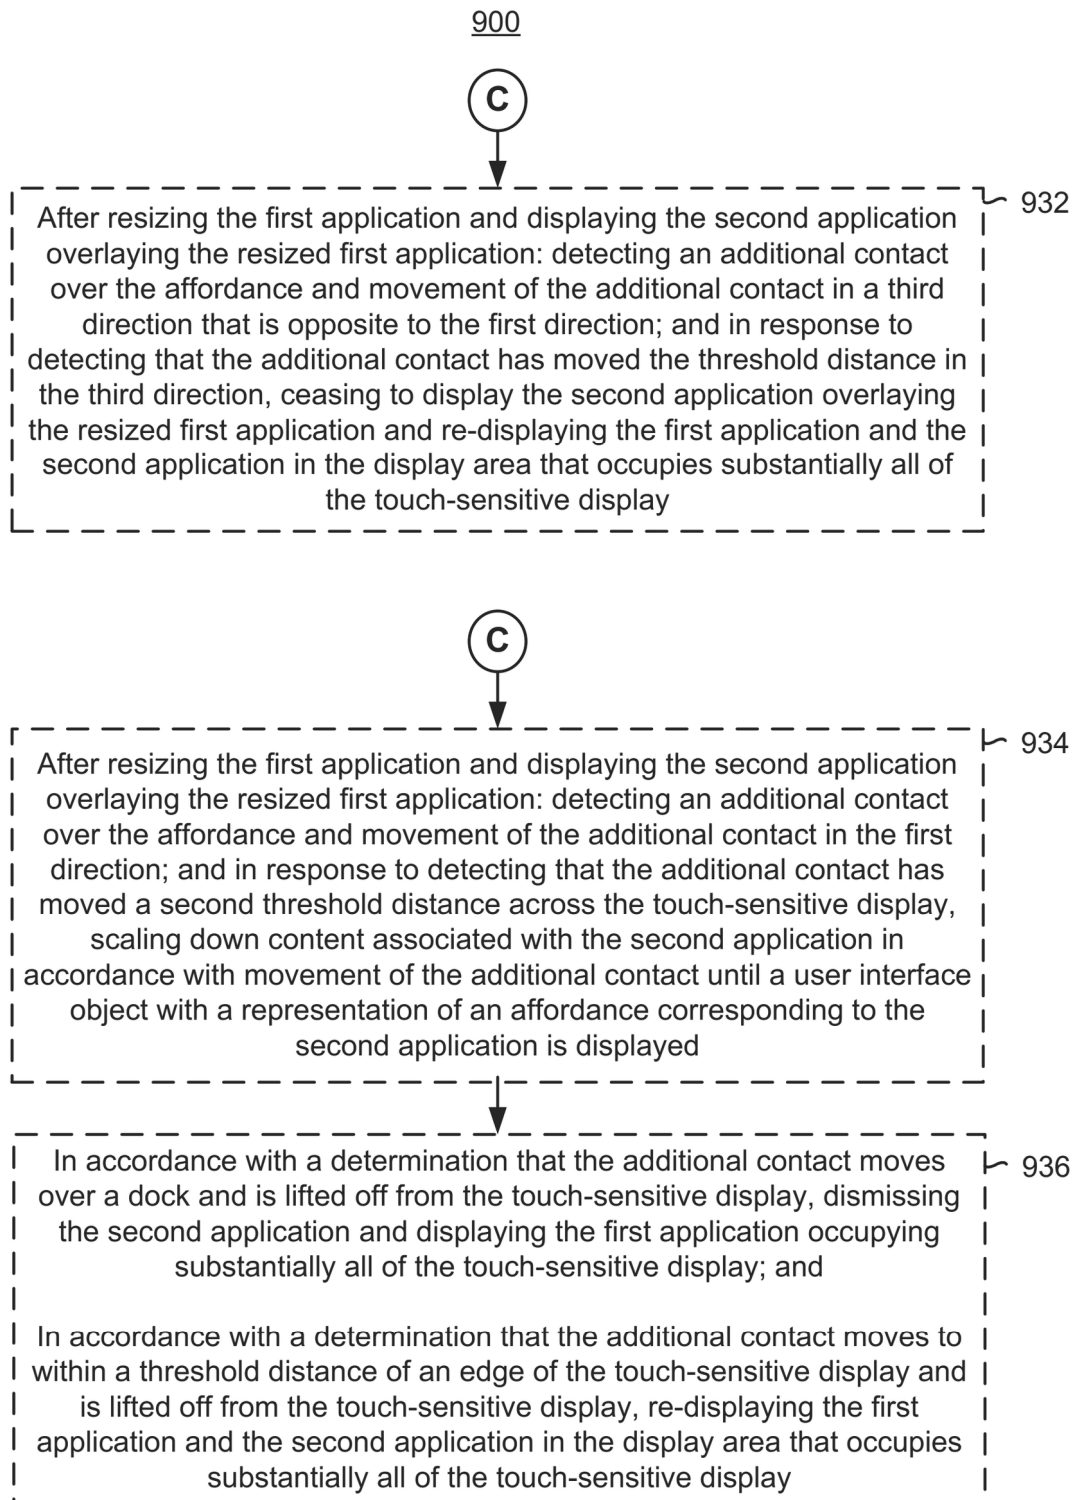 900
C
932
After resizing the first application and displaying the second application
overlaying the resized first application: detecting an additional contact
over the affordance and movement of the additional contact in a third
direction that is opposite to the first direction; and in response to
detecting that the additional contact has moved the threshold distance in
the third direction, ceasing to display the second application overlaying
the resized first application and re-displaying the first application and the
second application in the display area that occupies substantially all of
the touch-sensitive display
C
934
After resizing the first application and displaying the second application
overlaying the resized first application: detecting an additional contact
over the affordance and movement of the additional contact in the first
direction; and in response to detecting that the additional contact has
moved a second threshold distance across the touch-sensitive display,
scaling down content associated with the second application in
accordance with movement of the additional contact until a user interface
object with a representation of an affordance corresponding to the
second application is displayed
936
In accordance with a determination that the additional contact moves
over a dock and is lifted off from the touch-sensitive display, dismissing
the second application and displaying the first application occupying
substantially all of the touch-sensitive display; and
In accordance with a determination that the additional contact moves to
within a threshold distance of an edge of the touch-sensitive display and
is lifted off from the touch-sensitive display, re-displaying the first
application and the second application in the display area that occupies
substantially all of the touch-sensitive display